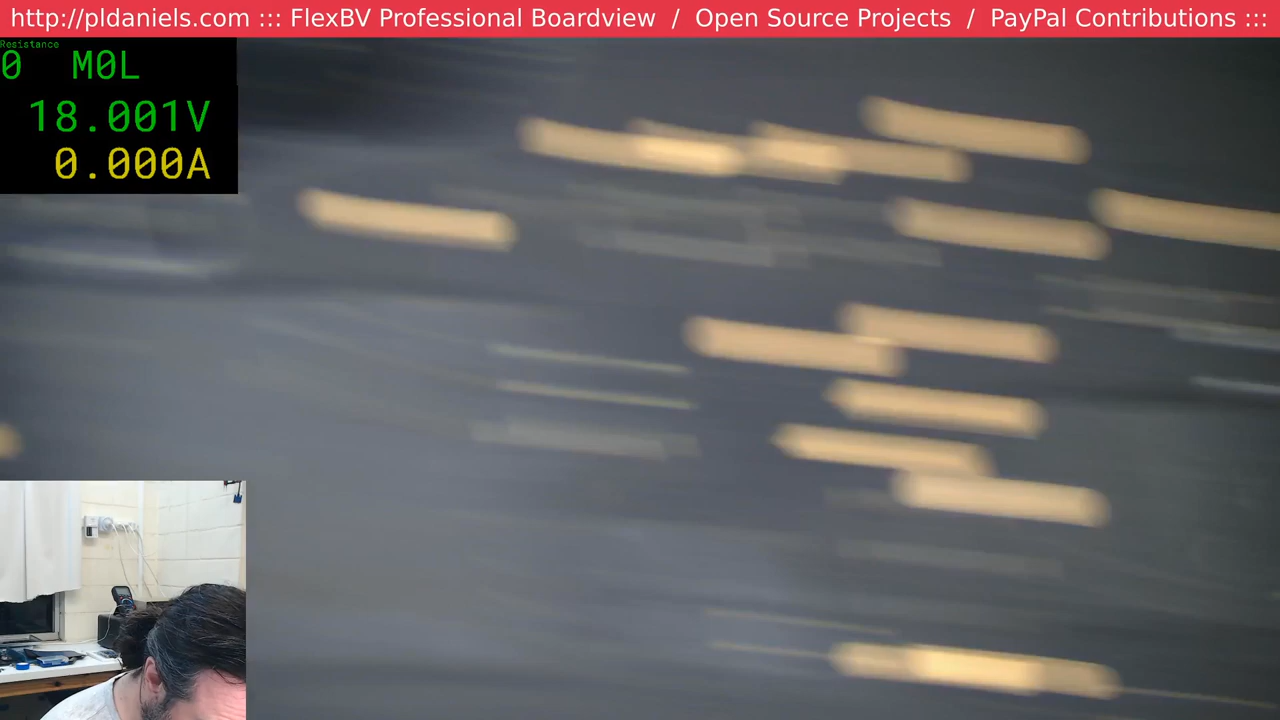 http://pldaniels.com ::: FlexBV Professional Boardview / Open Source Projects / PayPal Contributions :::
Resistance
0 M0L
18.001V
0.000A